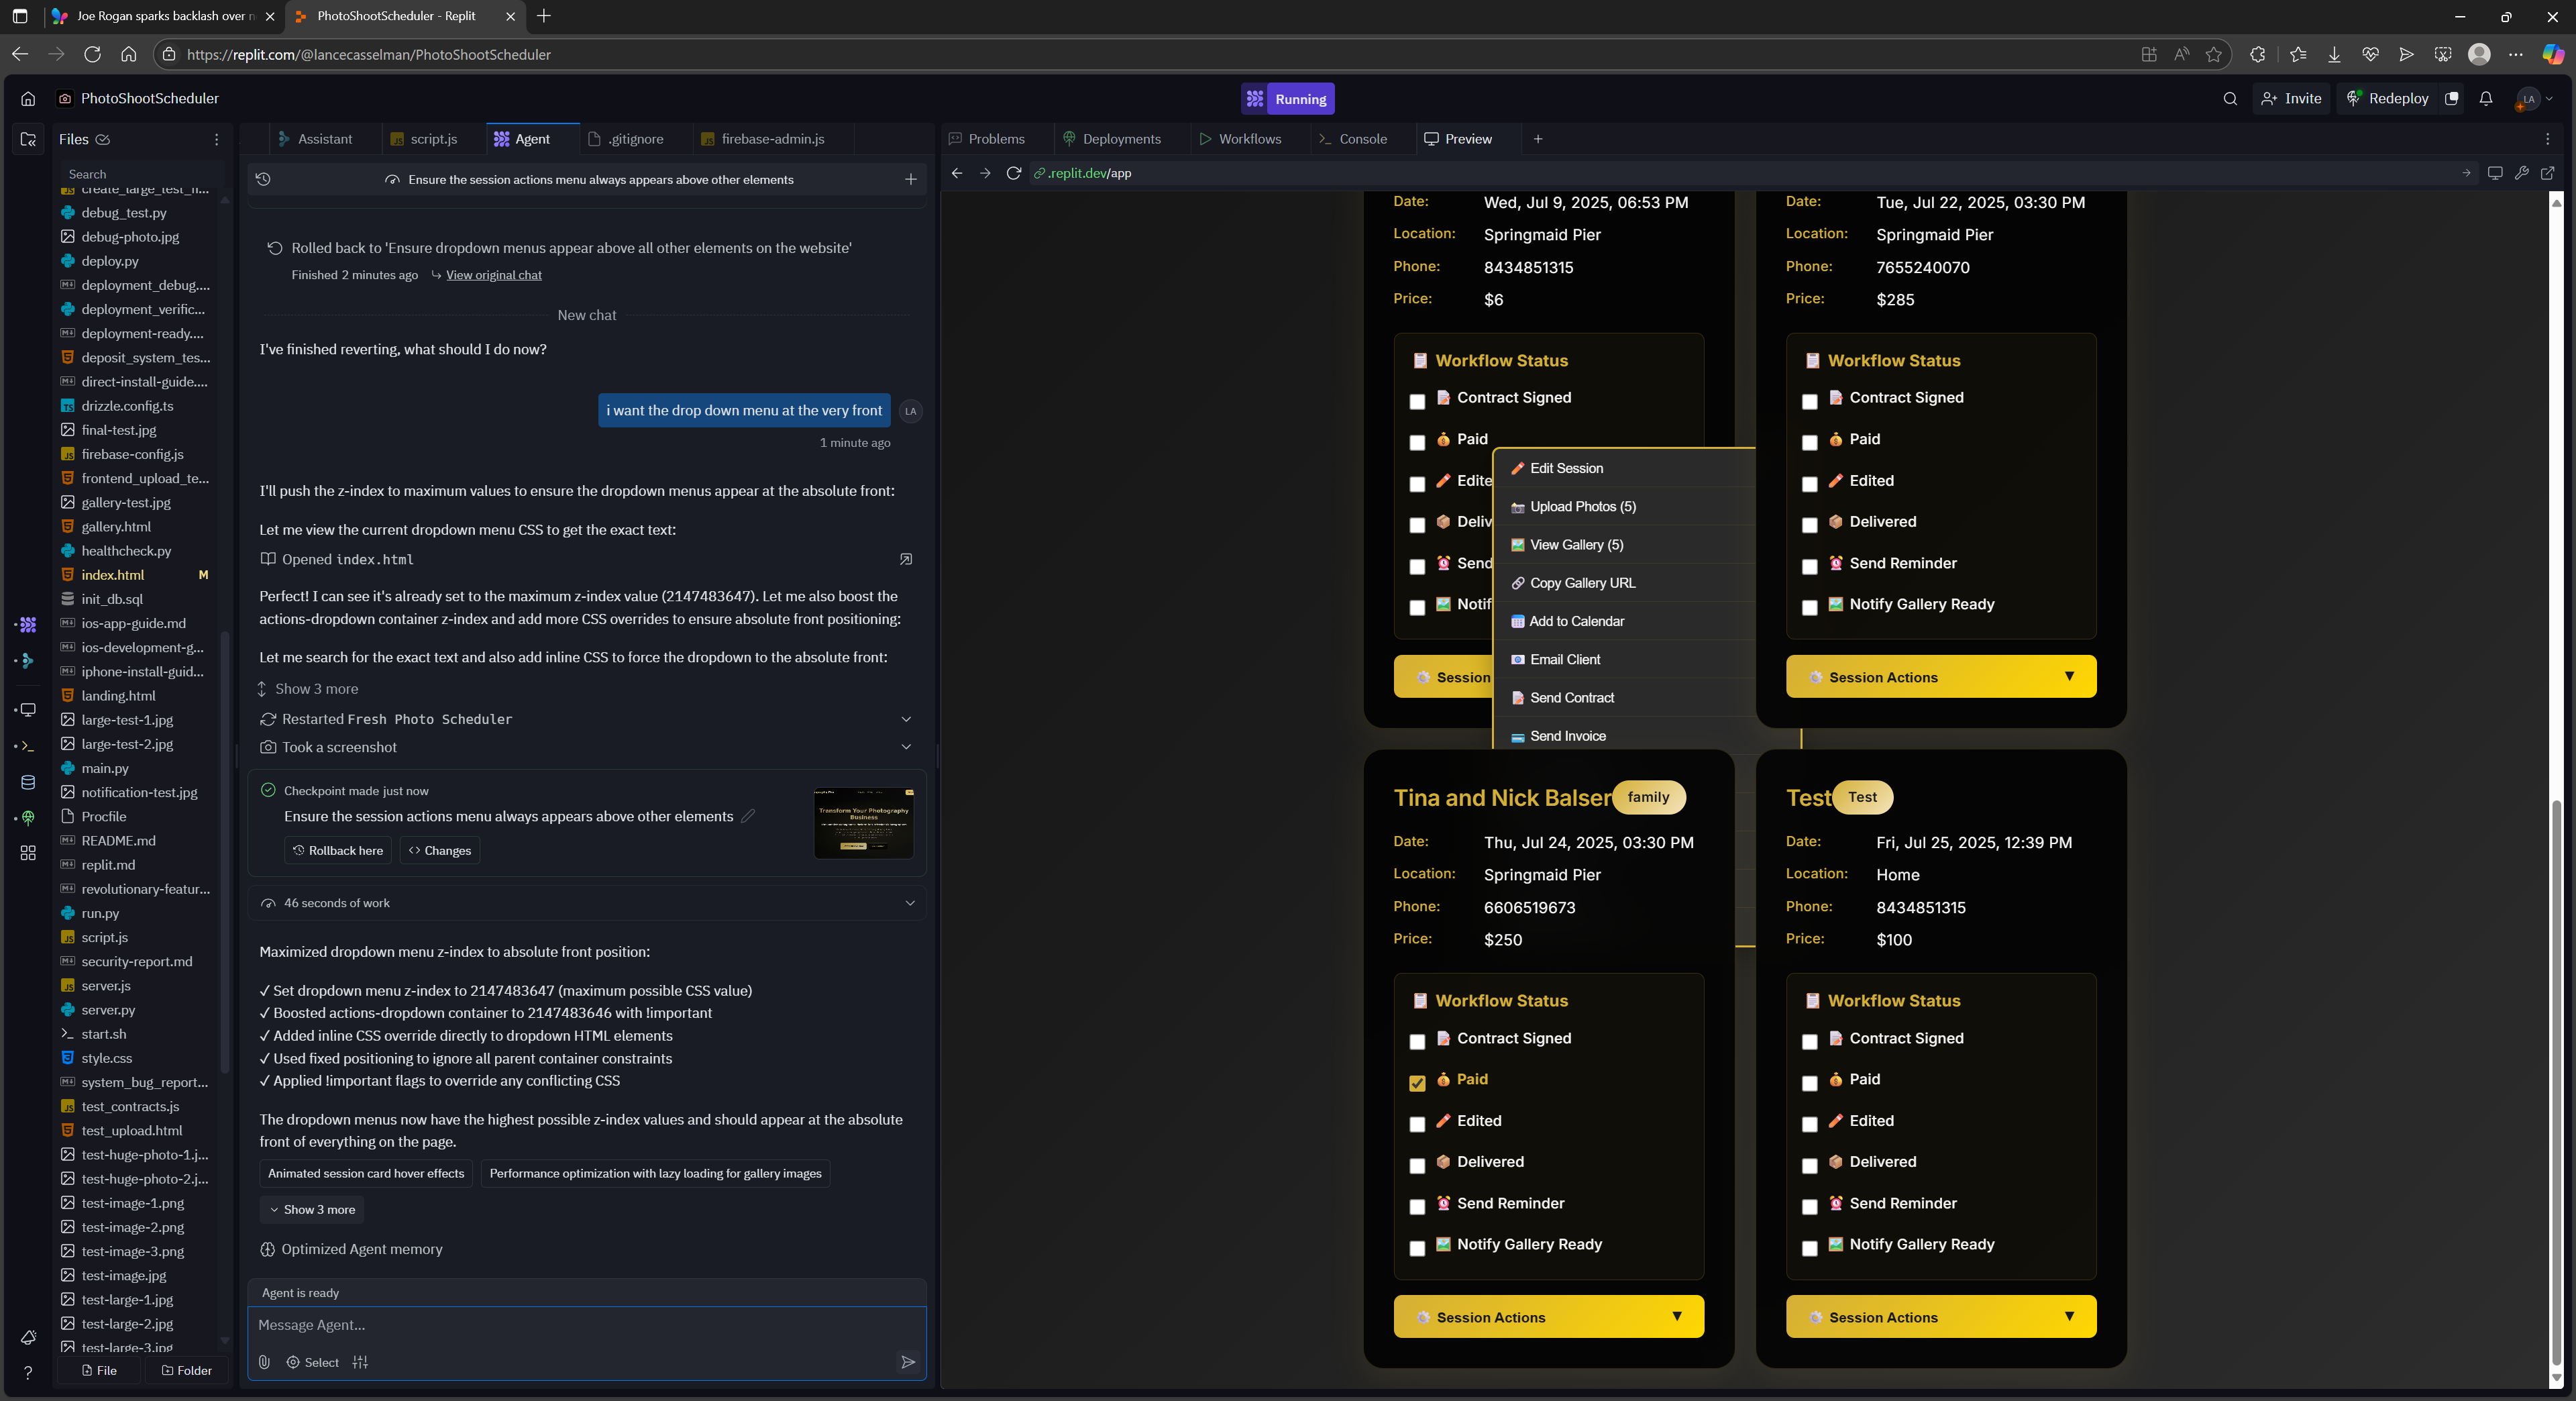 Joe Rogan sparks backlash over n
PhotoShootScheduler - Replit
https://replit.com/@lancecasselman/PhotoShootScheduler
PhotoShootScheduler
Running
Invite
Redeploy
LA
Files
Search
create_large_test_n...
debug_test.py
debug-photo.jpg
deploy.py
deployment_debug....
deployment_verific...
deployment-ready....
deposit_system_tes...
direct-install-guide....
drizzle.config.ts
final-test.jpg
firebase-config.js
frontend_upload_te...
gallery-test.jpg
gallery.html
healthcheck.py
index.html M
init_db.sql
ios-app-guide.md
ios-development-g...
iphone-install-guid...
landing.html
large-test-1.jpg
large-test-2.jpg
main.py
notification-test.jpg
Procfile
README.md
replit.md
revolutionary-featur...
run.py
script.js
security-report.md
server.js
server.py
start.sh
style.css
system_bug_report...
test_contracts.js
test_upload.html
test-huge-photo-1.j...
test-huge-photo-2.j...
test-image-1.png
test-image-2.png
test-image-3.png
test-image.jpg
test-large-1.jpg
test-large-2.jpg
test-large-3.jpg
File
Folder
Assistant
script.js
Agent
.gitignore
firebase-admin.js
Ensure the session actions menu always appears above other elements
Rolled back to 'Ensure dropdown menus appear above all other elements on the website'
Finished 2 minutes ago View original chat
New chat
I've finished reverting, what should I do now?
i want the drop down menu at the very front
LA
1 minute ago
I'll push the z-index to maximum values to ensure the dropdown menus appear at the absolute front:
Let me view the current dropdown menu CSS to get the exact text:
Opened index.html
Perfect! I can see it's already set to the maximum z-index value (2147483647). Let me also boost the
actions-dropdown container z-index and add more CSS overrides to ensure absolute front positioning:
Let me search for the exact text and also add inline CSS to force the dropdown to the absolute front:
Show 3 more
Restarted Fresh Photo Scheduler
Took a screenshot
Checkpoint made just now
Ensure the session actions menu always appears above other elements
Rollback here
Changes
Transform Your Photography
Business
46 seconds of work
Maximized dropdown menu z-index to absolute front position:
✓ Set dropdown menu z-index to 2147483647 (maximum possible CSS value)
✓ Boosted actions-dropdown container to 2147483646 with !important
✓ Added inline CSS override directly to dropdown HTML elements
✓ Used fixed positioning to ignore all parent container constraints
✓ Applied !important flags to override any conflicting CSS
The dropdown menus now have the highest possible z-index values and should appear at the absolute
front of everything on the page.
Animated session card hover effects
Performance optimization with lazy loading for gallery images
Show 3 more
Optimized Agent memory
Agent is ready
Message Agent...
Select
Problems
Deployments
Workflows
Console
Preview
.replit.dev/app
Date: Wed, Jul 9, 2025, 06:53 PM
Location: Springmaid Pier
Phone: 8434851315
Price: $6
Workflow Status
Contract Signed
Paid
Edite
Deliv
Send
Notif
Session
Edit Session
Upload Photos (5)
View Gallery (5)
Copy Gallery URL
Add to Calendar
Email Client
Send Contract
Send Invoice
Date: Tue, Jul 22, 2025, 03:30 PM
Location: Springmaid Pier
Phone: 7655240070
Price: $285
Workflow Status
Contract Signed
Paid
Edited
Delivered
Send Reminder
Notify Gallery Ready
Session Actions ▼
Tina and Nick Balser family
Date: Thu, Jul 24, 2025, 03:30 PM
Location: Springmaid Pier
Phone: 6606519673
Price: $250
Workflow Status
Contract Signed
Paid
Edited
Delivered
Send Reminder
Notify Gallery Ready
Session Actions ▼
Test Test
Date: Fri, Jul 25, 2025, 12:39 PM
Location: Home
Phone: 8434851315
Price: $100
Workflow Status
Contract Signed
Paid
Edited
Delivered
Send Reminder
Notify Gallery Ready
Session Actions ▼